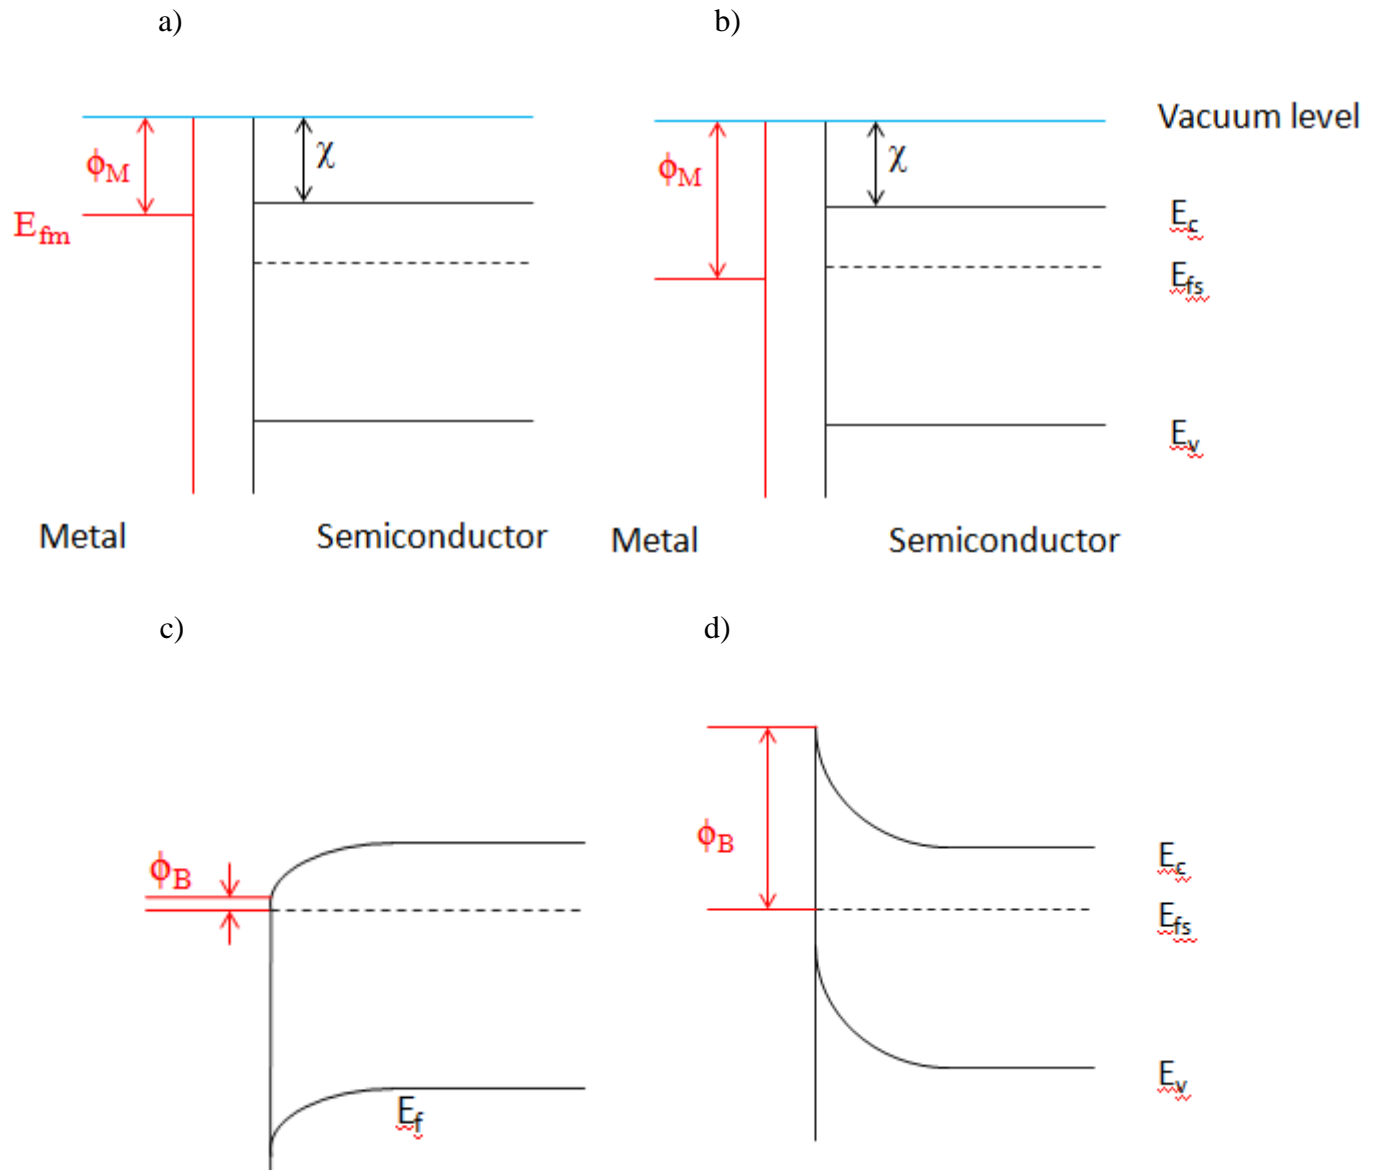 a) b)
Vacuum level
χ χ
ϕM ϕM
Efm
Ec
Efs
Ev
Metal Semiconductor Metal Semiconductor
c) d)
ϕB
ϕB
Ec
Efs
Ev
Ef